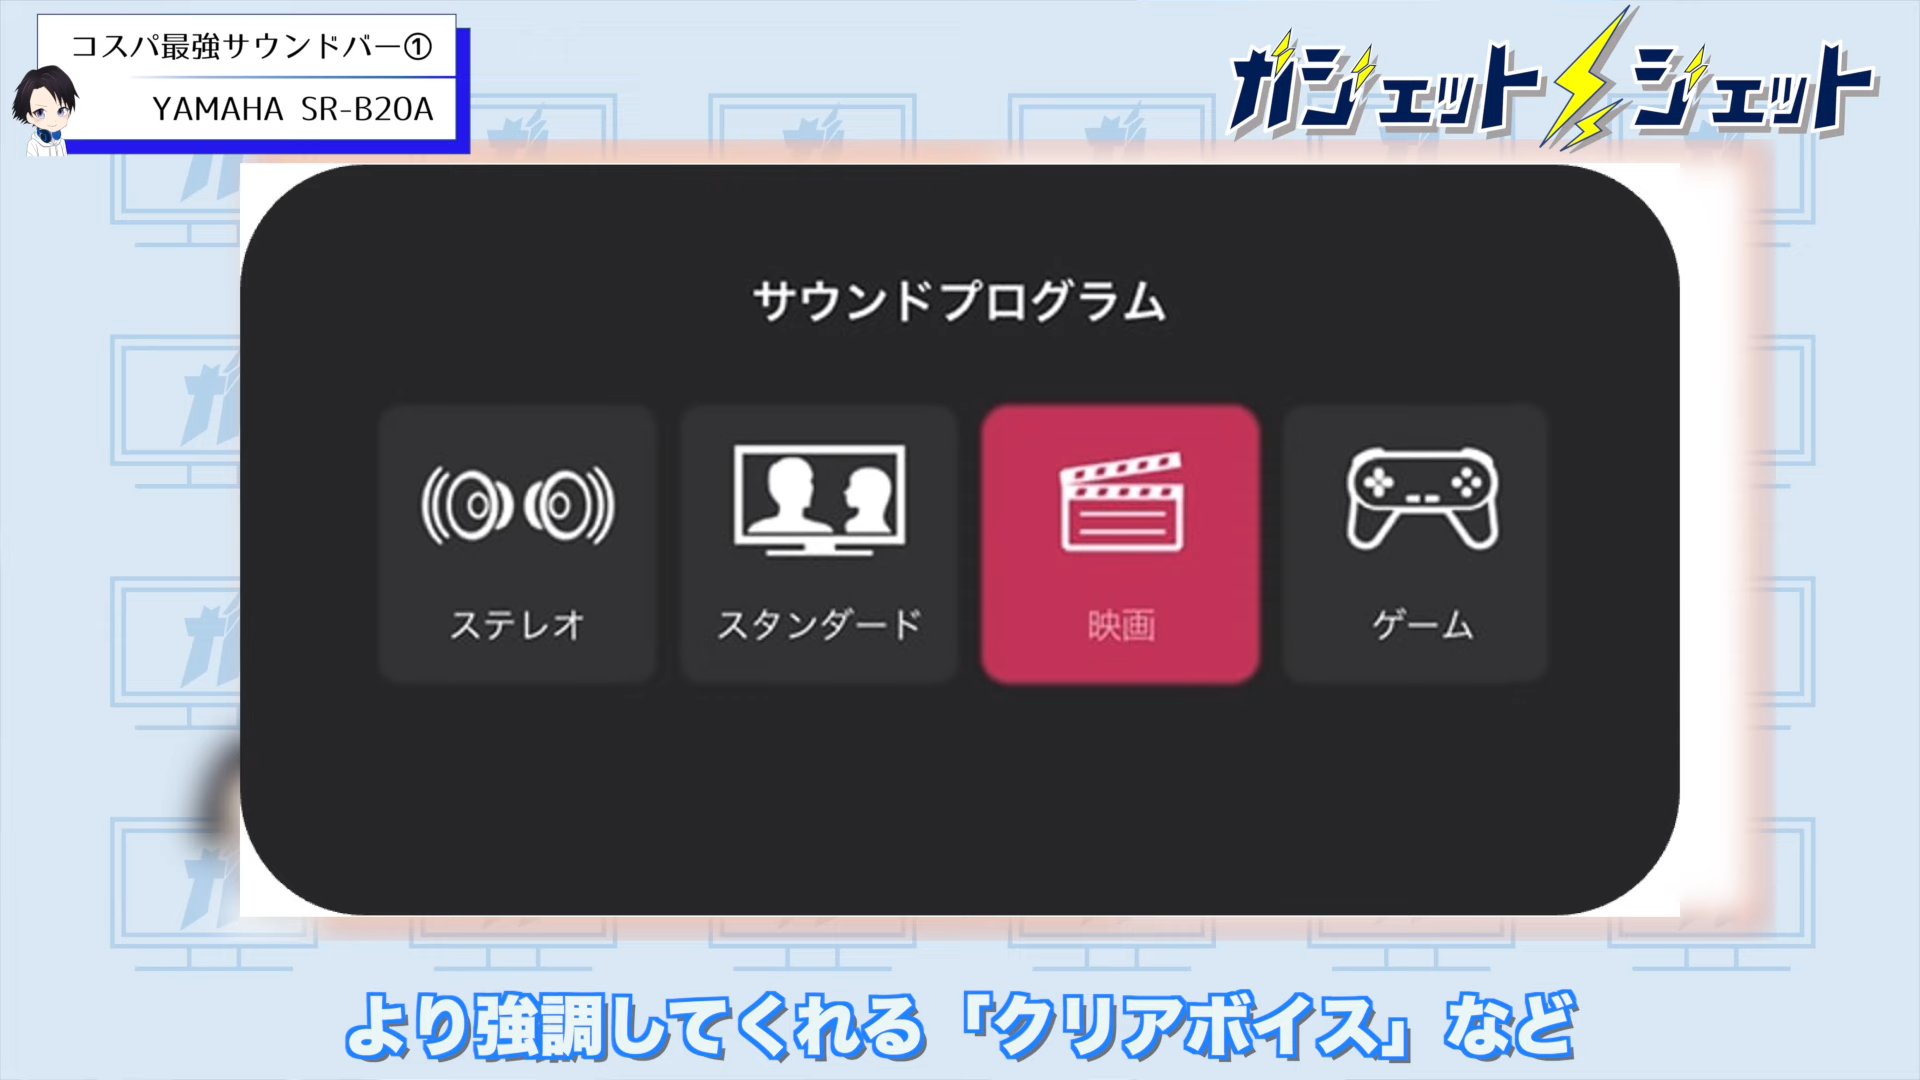 コスパ最強サウンドバー①
YAMAHA SR-B20A
ガジェットジェット
サウンドプログラム
ステレオ
スタンダード
映画
ゲーム
より強調してくれる「クリアボイス」など